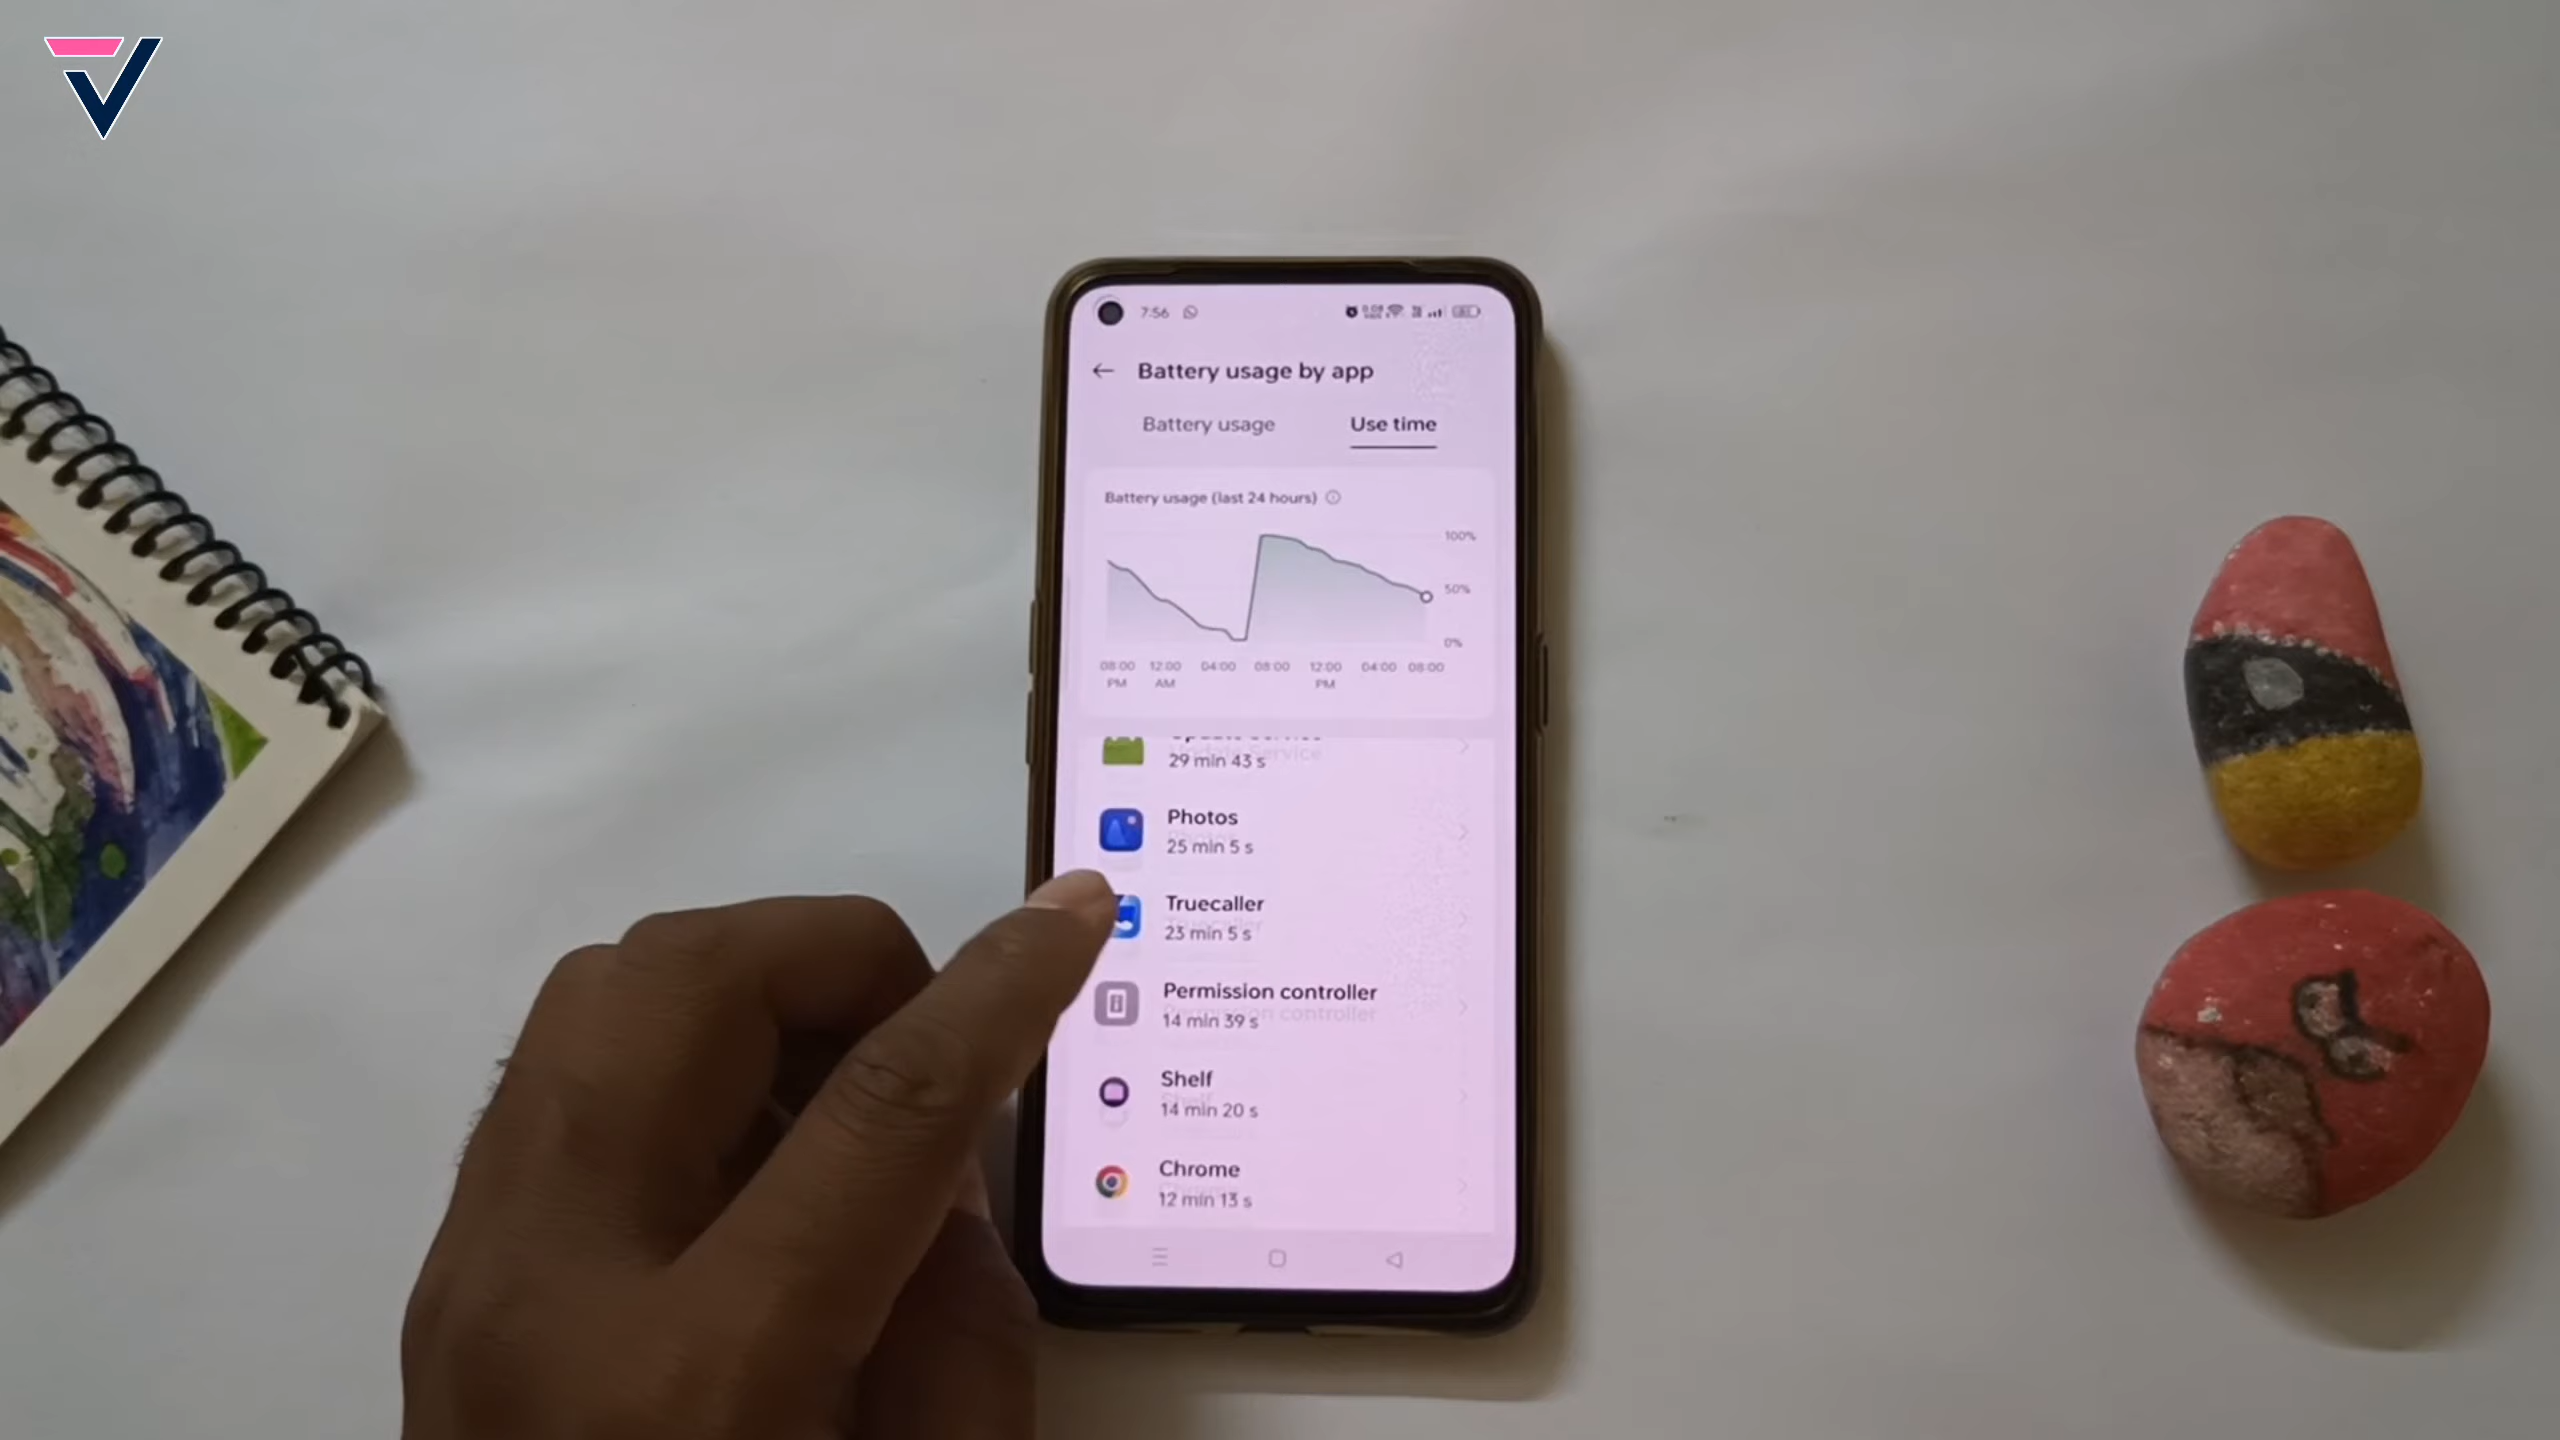 7:56
Battery usage by app
Battery usage Use time
Battery usage (last 24 hours)
100%
50%
0%
08:00 12:00 04:00 08:00 12:00 04:00 08:00
PM AM PM
Update Service
29 min 43 s
Photos
25 min 5 s
Truecaller
23 min 5 s
Permission controller
14 min 39 s
Shelf
14 min 20 s
Chrome
12 min 13 s